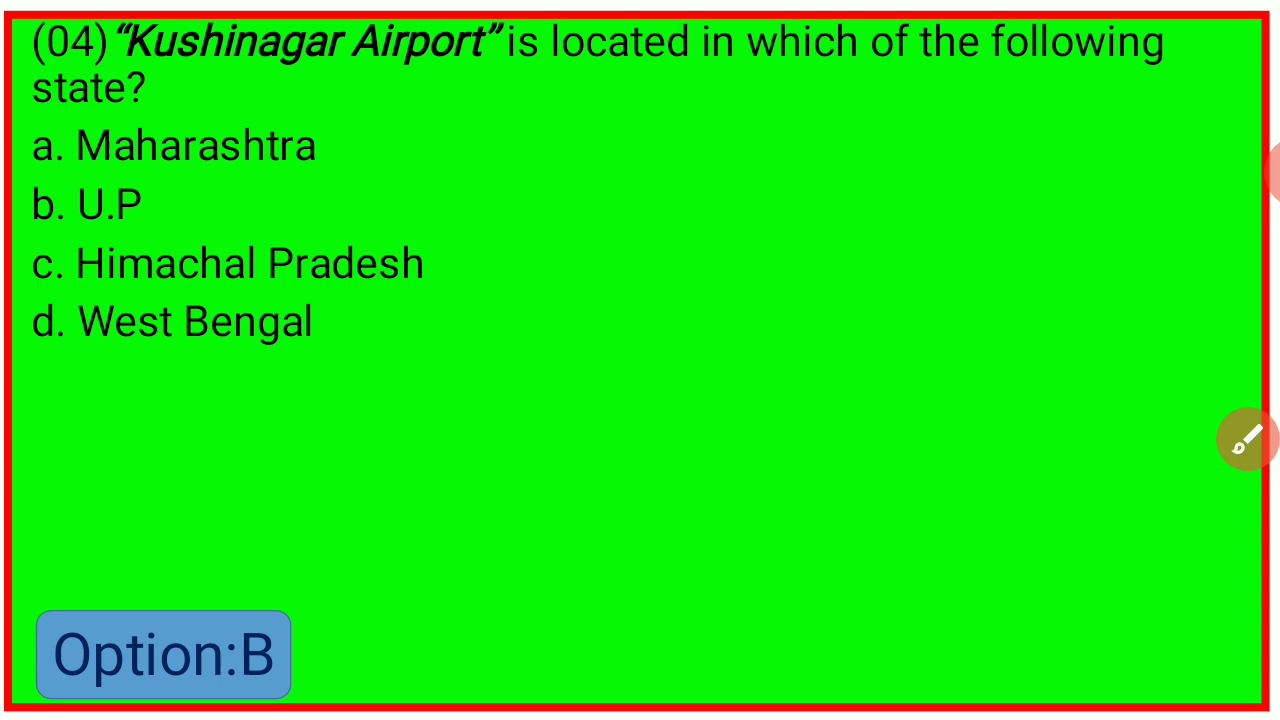 (04) “Kushinagar Airport” is located in which of the following
state?
a. Maharashtra
b. U.P
c. Himachal Pradesh
d. West Bengal
Option:B